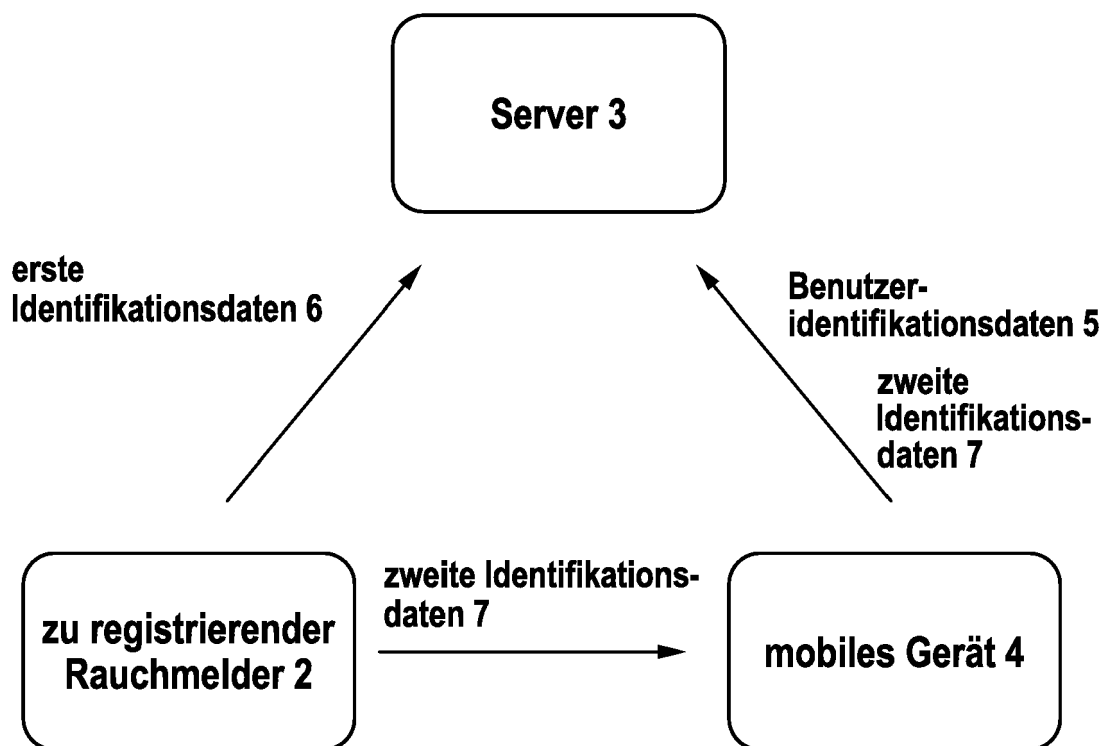 Server 3
erste
Identifikationsdaten 6
Benutzer-
identifikationsdaten 5
zweite
Identifikations-
daten 7
zweite Identifikations-
daten 7
zu registrierender
Rauchmelder 2
mobiles Gerät 4